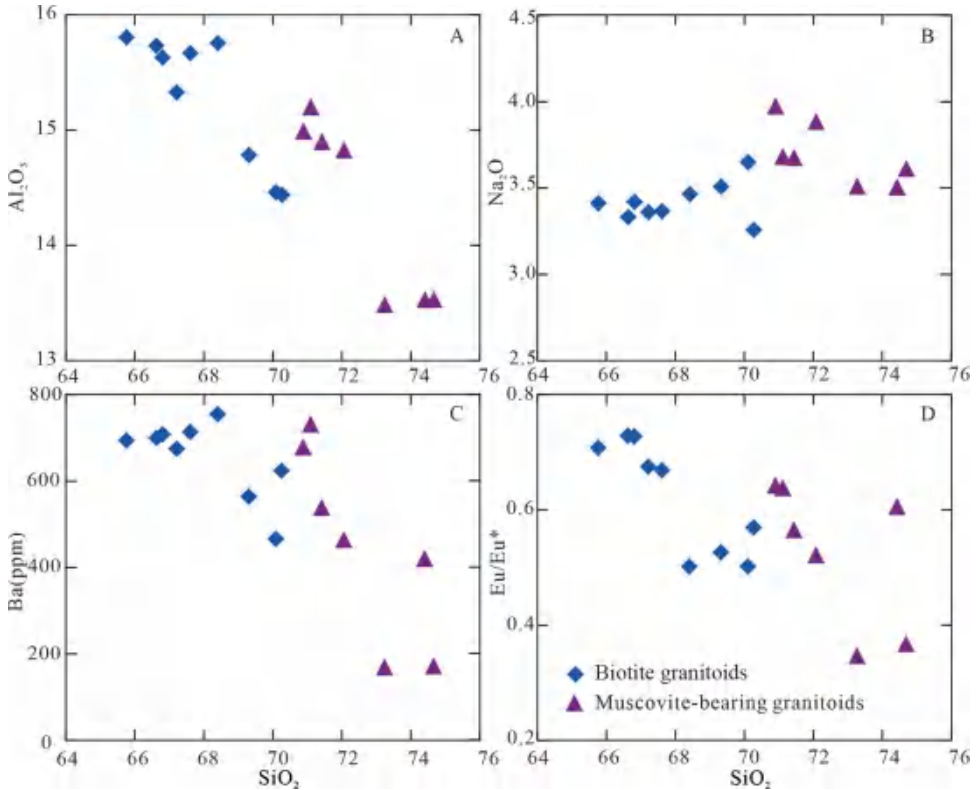 16
15
14
13
Al₂O₃
A
64 66 68 70 72 74 76
4.5
4.0
3.5
3.0
2.5
Na₂O
B
64 66 68 70 72 74 76
800
600
400
200
0
Ba(ppm)
C
64 66 68 70 72 74 76
SiO₂
0.8
0.6
0.4
0.2
Eu/Eu*
D
Biotite granitoids
Muscovite-bearing granitoids
64 66 68 70 72 74 76
SiO₂